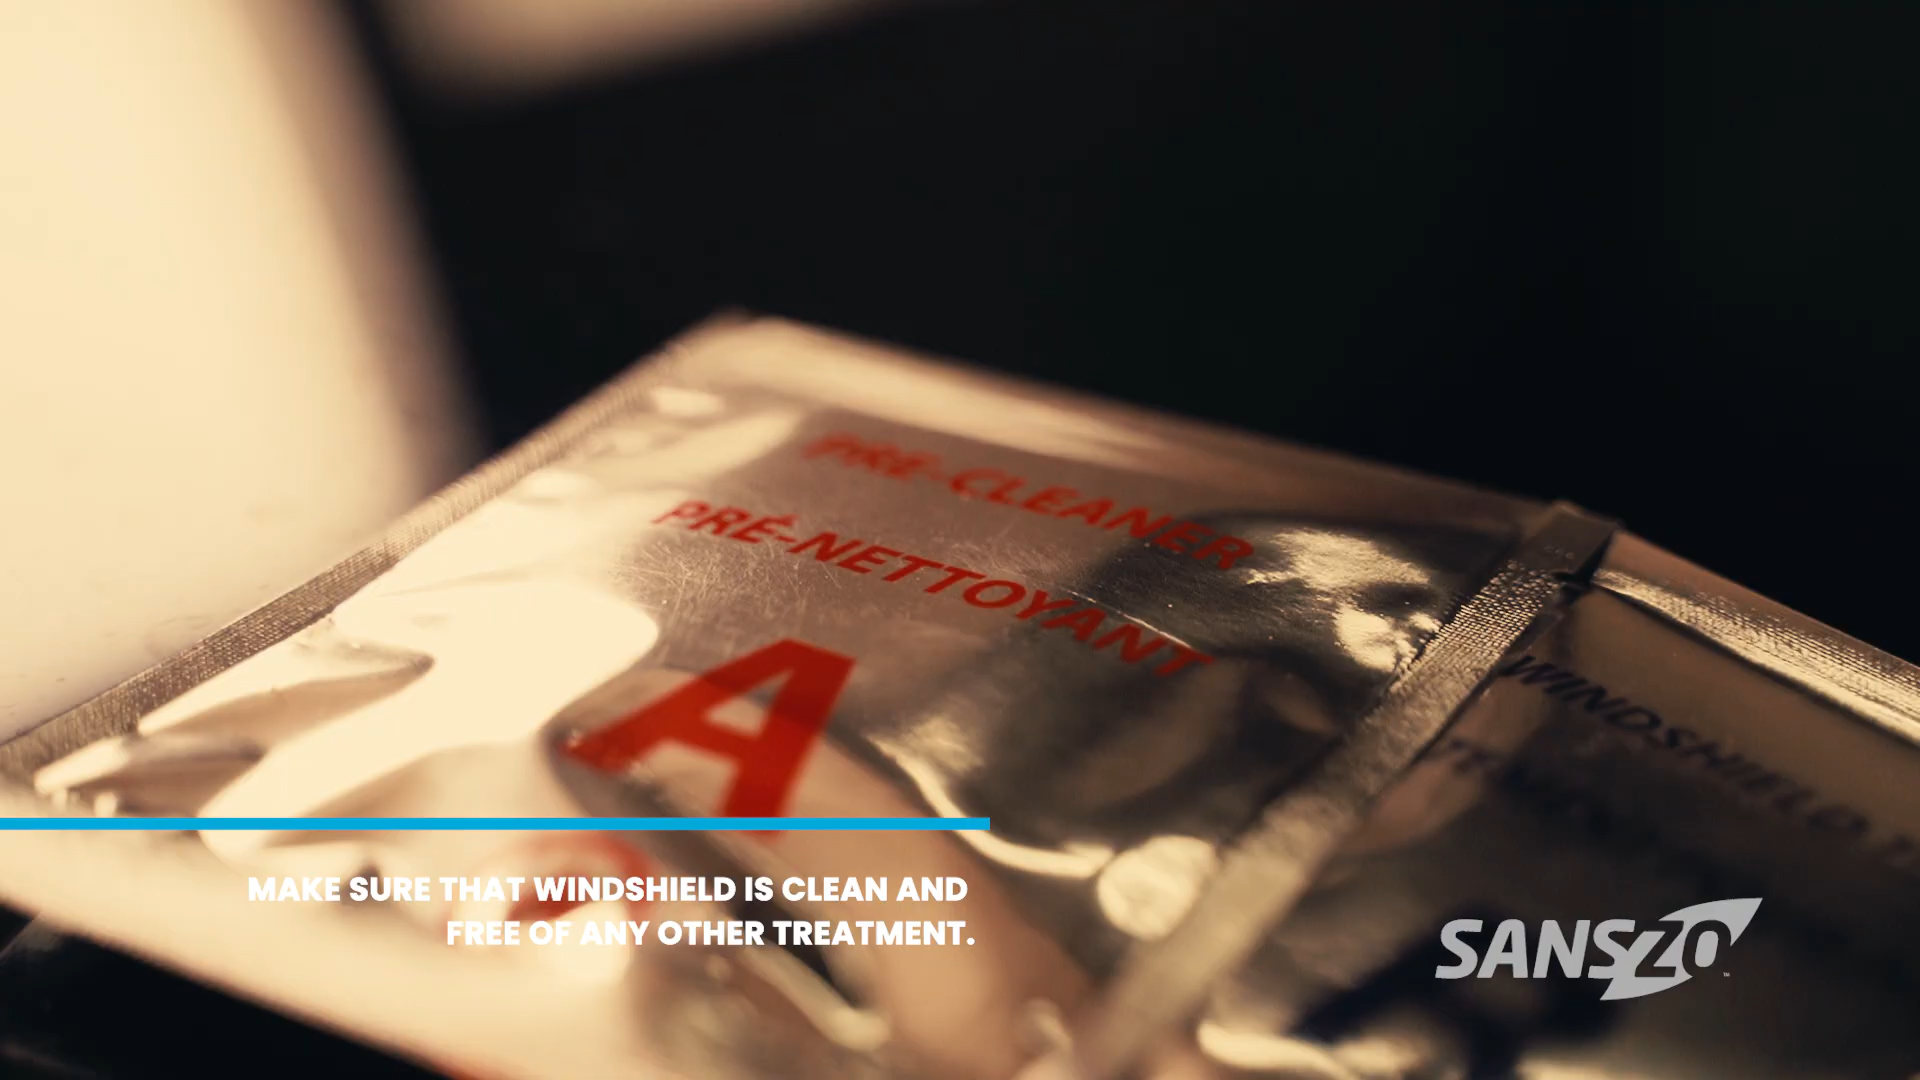 PRE-CLEANER
PRÉ-NETTOYANT
A
WINDSHIELD
MAKE SURE THAT WINDSHIELD IS CLEAN AND
FREE OF ANY OTHER TREATMENT.
SANSZO